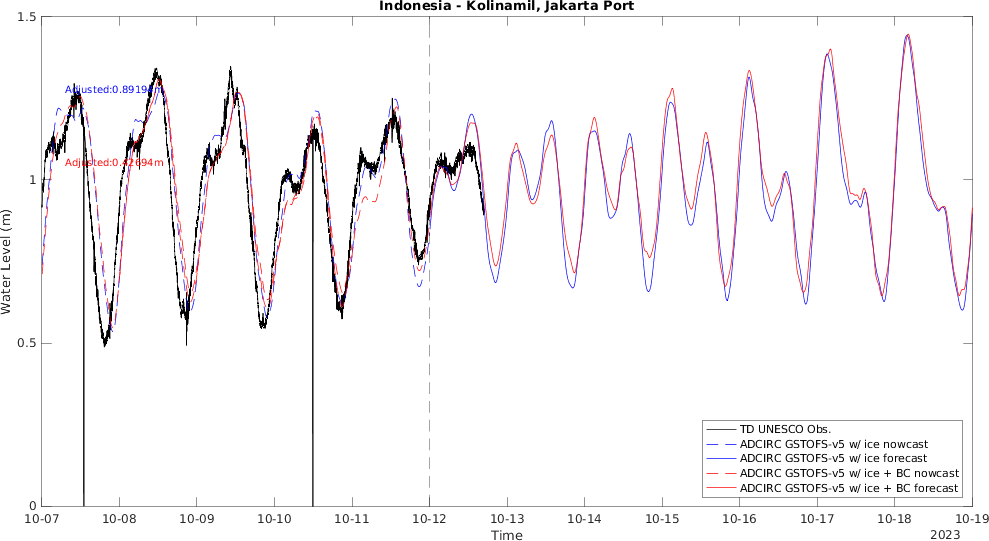 Indonesia - Kolinamil, Jakarta Port
1.5
Adjusted:0.89194m
Adjusted:0.42694m
1
Water Level (m)
0.5
TD UNESCO Obs.
ADCIRC GSTOFS-v5 w/ ice nowcast
ADCIRC GSTOFS-v5 w/ ice forecast
ADCIRC GSTOFS-v5 w/ ice + BC nowcast
ADCIRC GSTOFS-v5 w/ ice + BC forecast
0
10-07 10-08 10-09 10-10 10-11 10-12 10-13 10-14 10-15 10-16 10-17 10-18 10-19
Time
2023